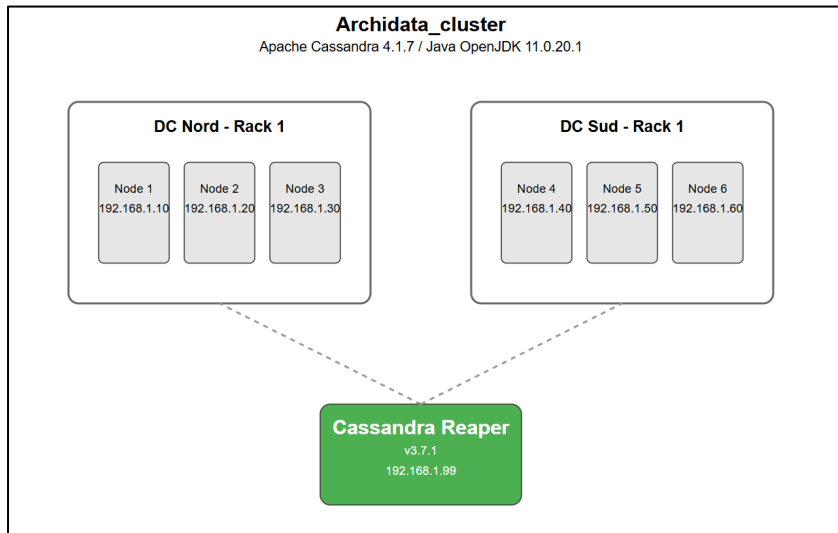 Archidata_cluster
Apache Cassandra 4.1.7 / Java OpenJDK 11.0.20.1
DC Nord - Rack 1
Node 1
192.168.1.10
Node 2
192.168.1.20
Node 3
192.168.1.30
DC Sud - Rack 1
Node 4
192.168.1.40
Node 5
192.168.1.50
Node 6
192.168.1.60
Cassandra Reaper
v3.7.1
192.168.1.99